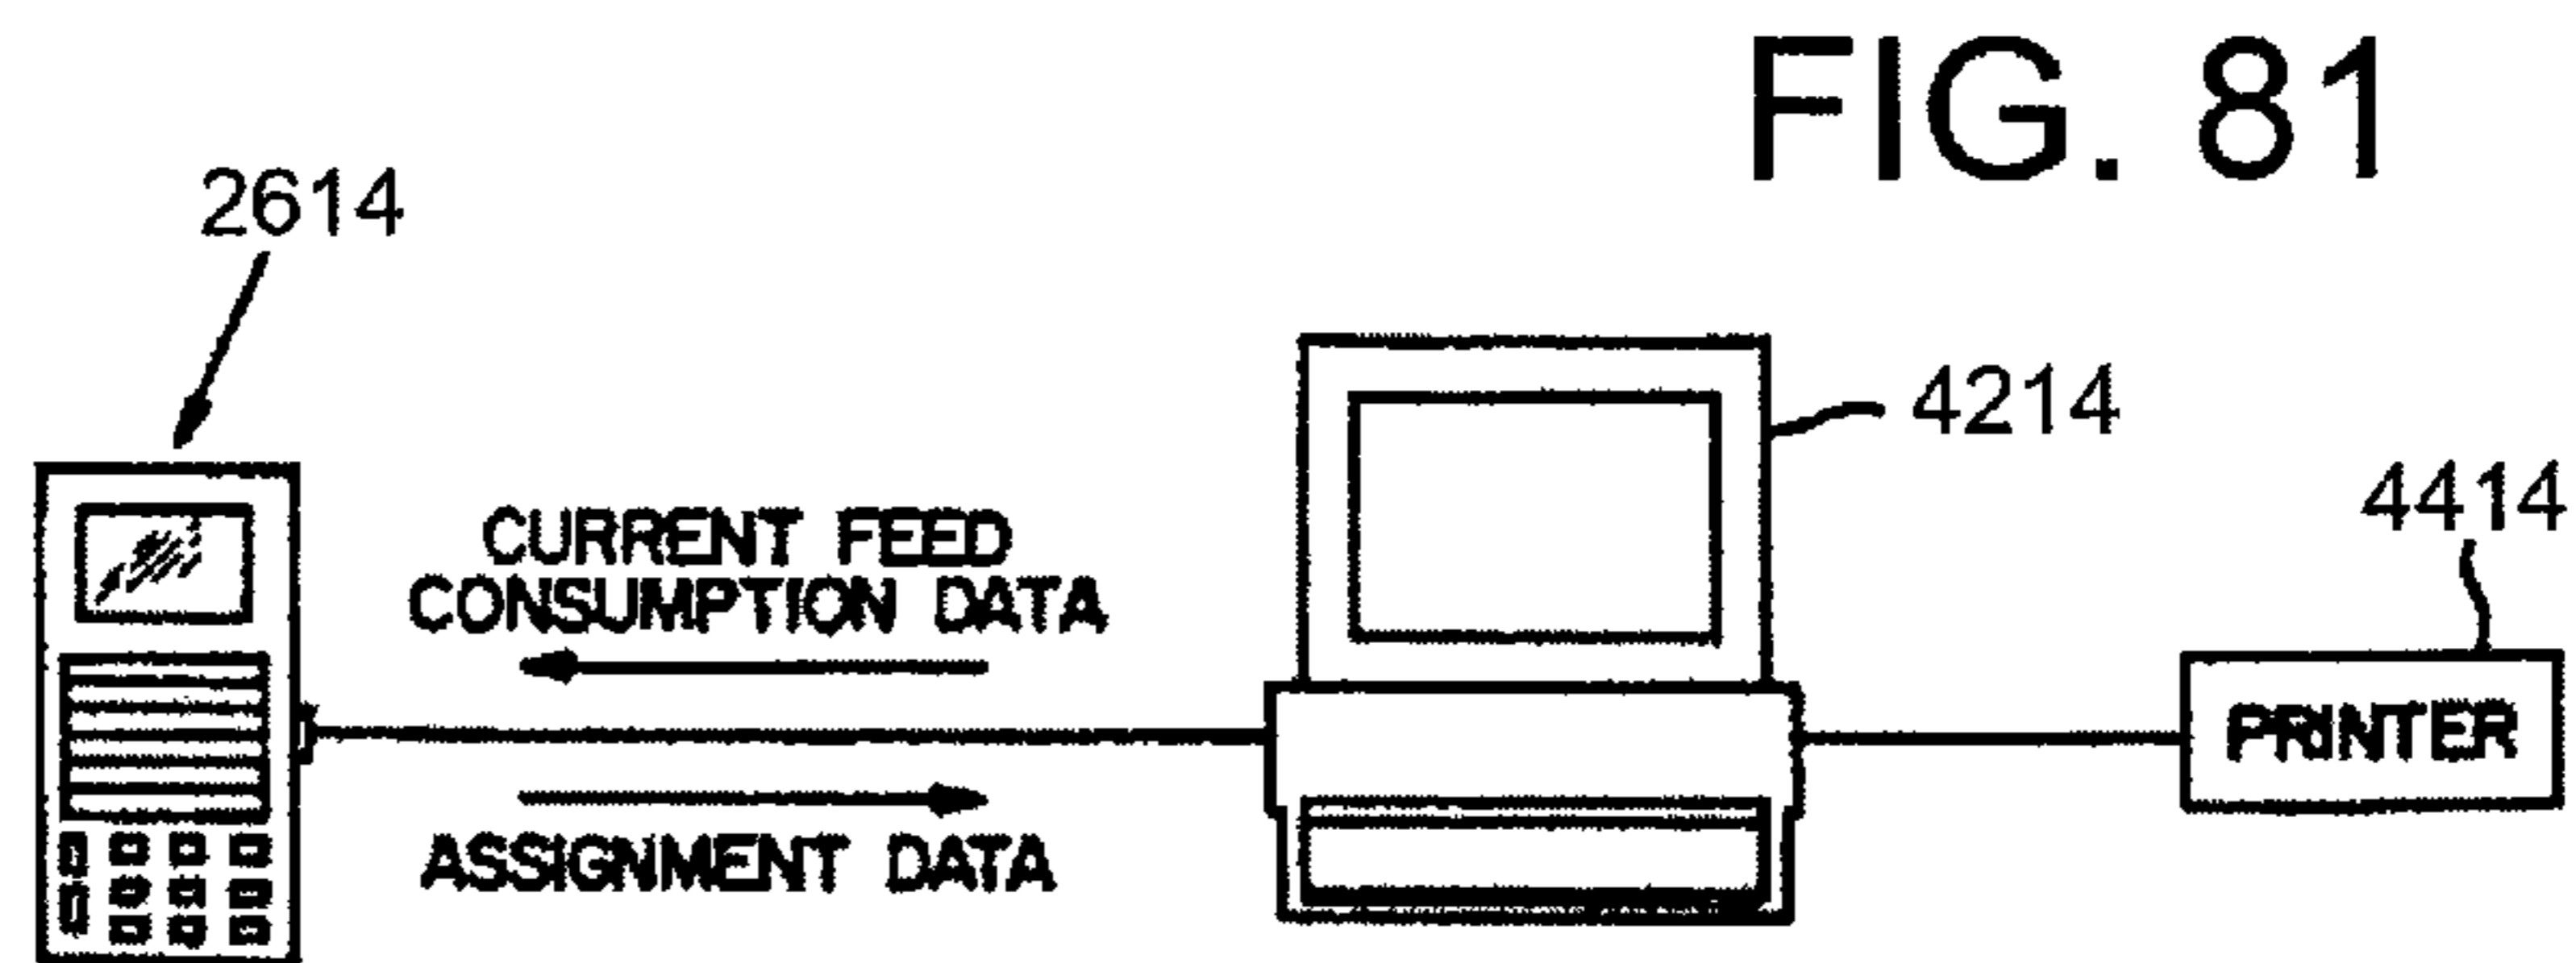 FIG. 81
2614
4214
4414
CURRENT FEED
CONSUMPTION DATA
ASSIGNMENT DATA
PRINTER